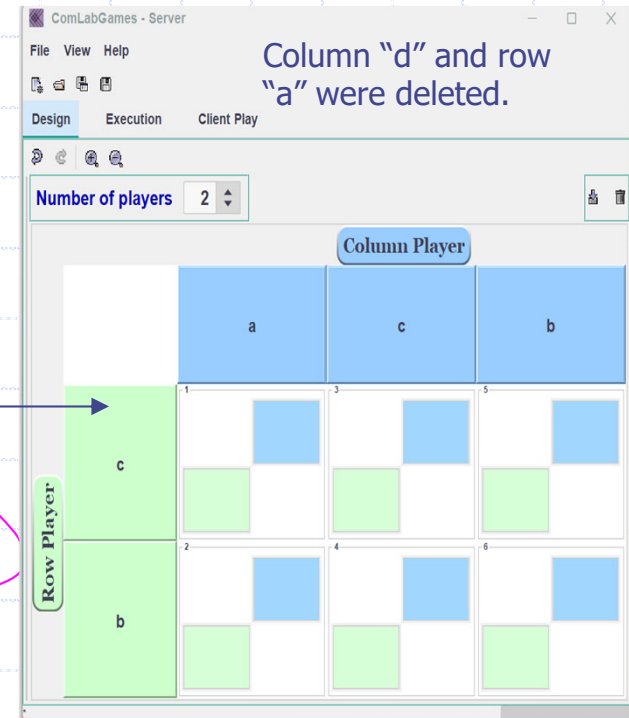 ComLabGames - Server
File View Help
Column “d” and row
“a” were deleted.
Design Execution Client Play
Number of players 2
Column Player
a c b
1 3 5
c
Row Player
2 4 6
b